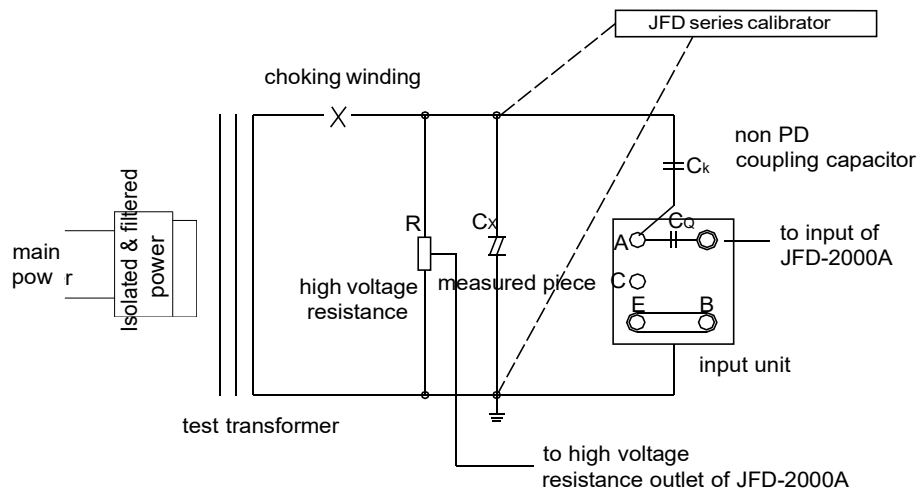 JFD series calibrator
choking winding
non PD
coupling capacitor
Ck
Isolated & filtered
power
main
power
R
CX
CQ
A
to input of
JFD-2000A
high voltage
resistance
measured piece
C
E
B
input unit
test transformer
to high voltage
resistance outlet of JFD-2000A